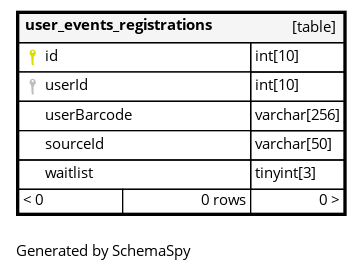 user_events_registrations [table]
id int[10]
userId int[10]
userBarcode varchar[256]
sourceId varchar[50]
waitlist tinyint[3]
< 0 0 rows 0 >
Generated by SchemaSpy